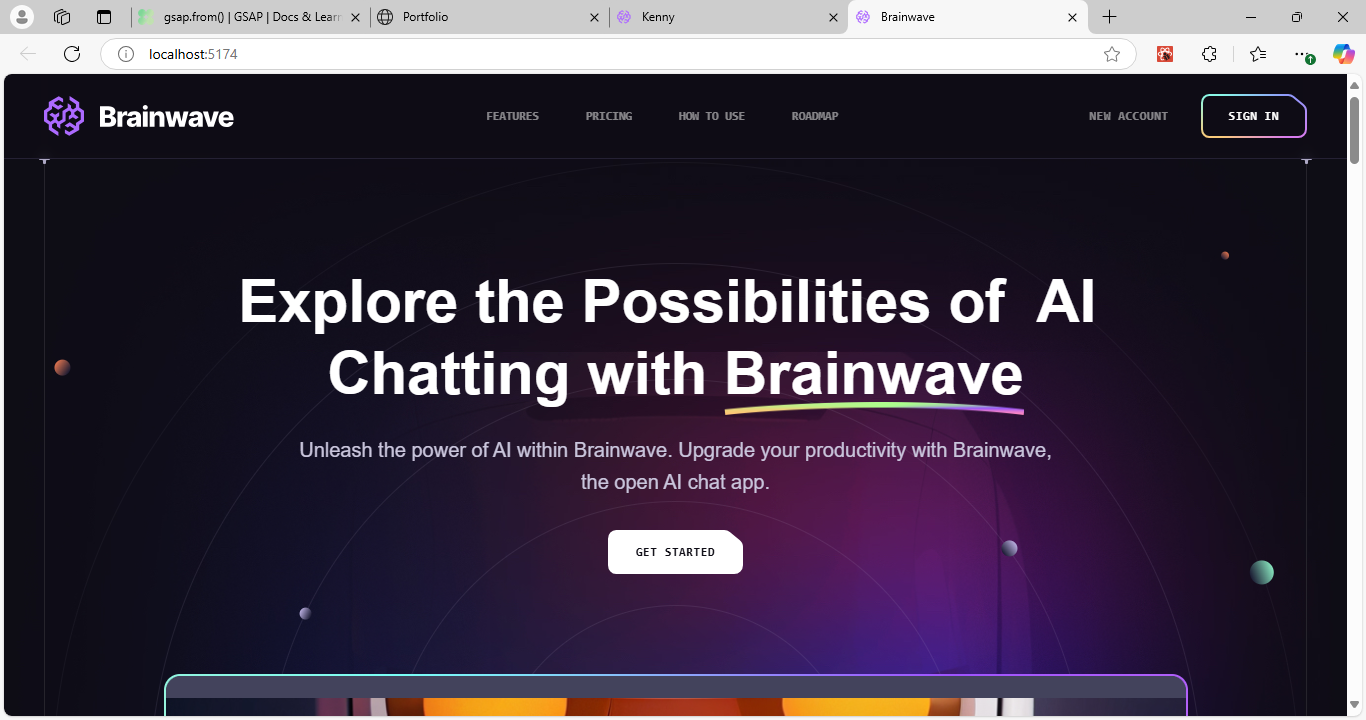 gsap.from() | GSAP | Docs & Learn
Portfolio
Kenny
Brainwave
localhost:5174
Brainwave
FEATURES
PRICING
HOW TO USE
ROADMAP
NEW ACCOUNT
SIGN IN
Explore the Possibilities of  AI
Chatting with Brainwave
Unleash the power of AI within Brainwave. Upgrade your productivity with Brainwave,
the open AI chat app.
GET STARTED